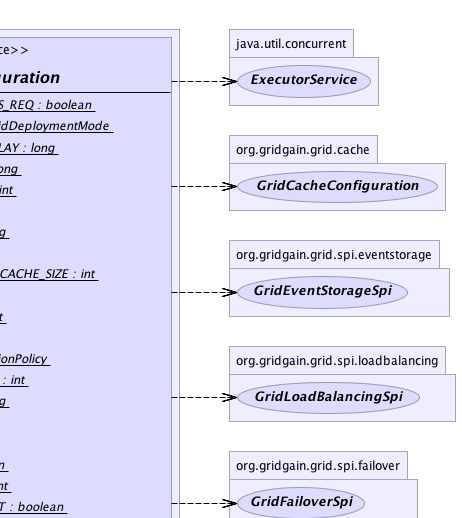 ce>>
uration
S_REQ : boolean
idDeploymentMode
LAY : long
ong
int
g
CACHE_SIZE : int
t
ionPolicy
: int
g
n
nt
T : boolean
java.util.concurrent
ExecutorService
org.gridgain.grid.cache
GridCacheConfiguration
org.gridgain.grid.spi.eventstorage
GridEventStorageSpi
org.gridgain.grid.spi.loadbalancing
GridLoadBalancingSpi
org.gridgain.grid.spi.failover
GridFailoverSpi